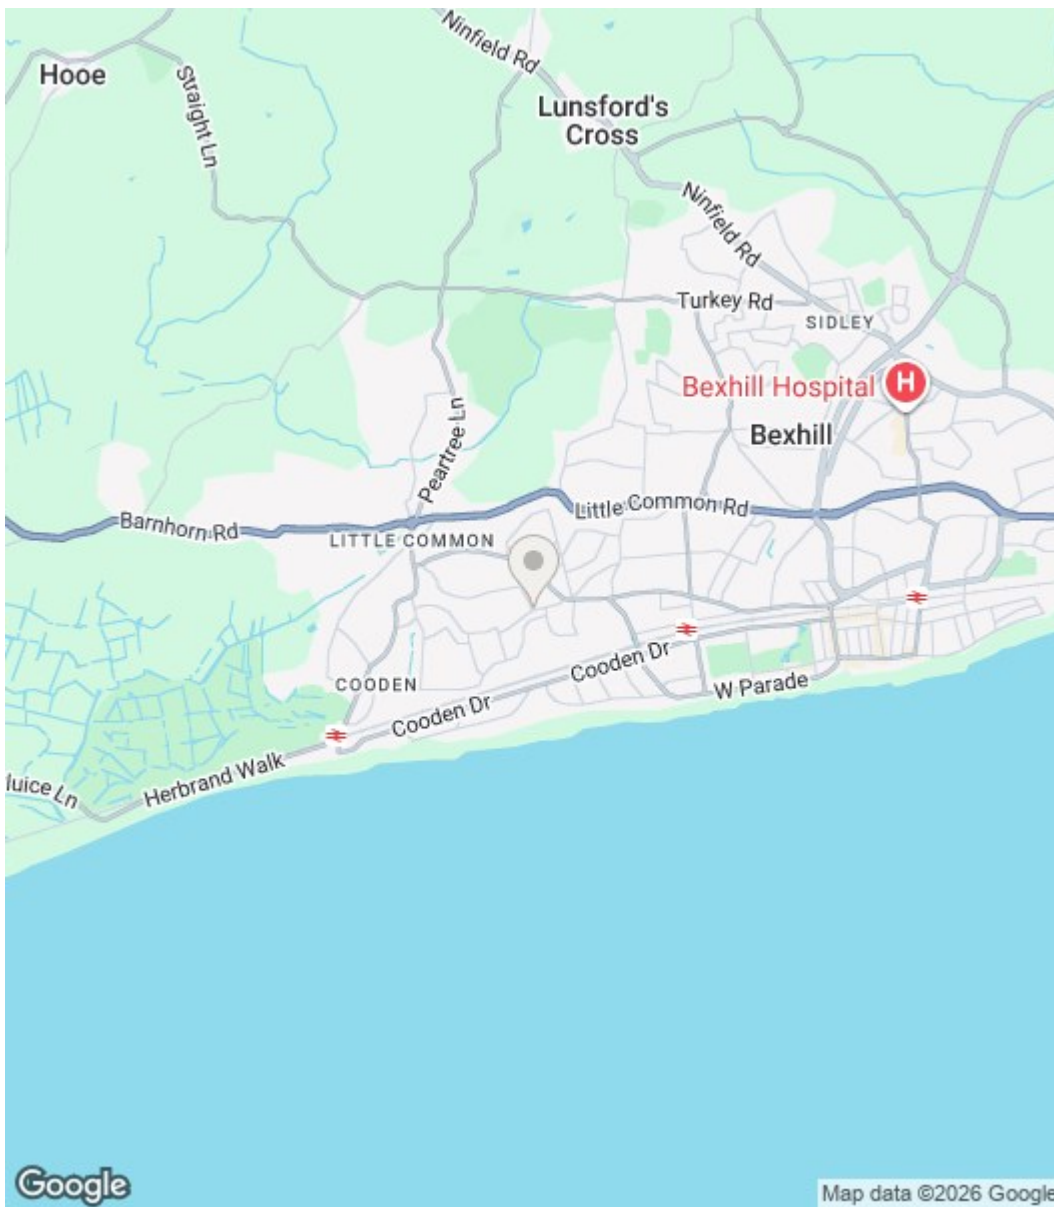 Ninfield Rd
Hooe
Straight Ln
Lunsford's
Cross
Ninfield Rd
Turkey Rd
SIDLEY
Bexhill Hospital
H
Bexhill
Peartree Ln
Little Common Rd
Barnhorn Rd
LITTLE COMMON
Cooden Dr
COODEN
W Parade
Cooden Dr
Herbrand Walk
luice Ln
Google
Map data ©2026 Google